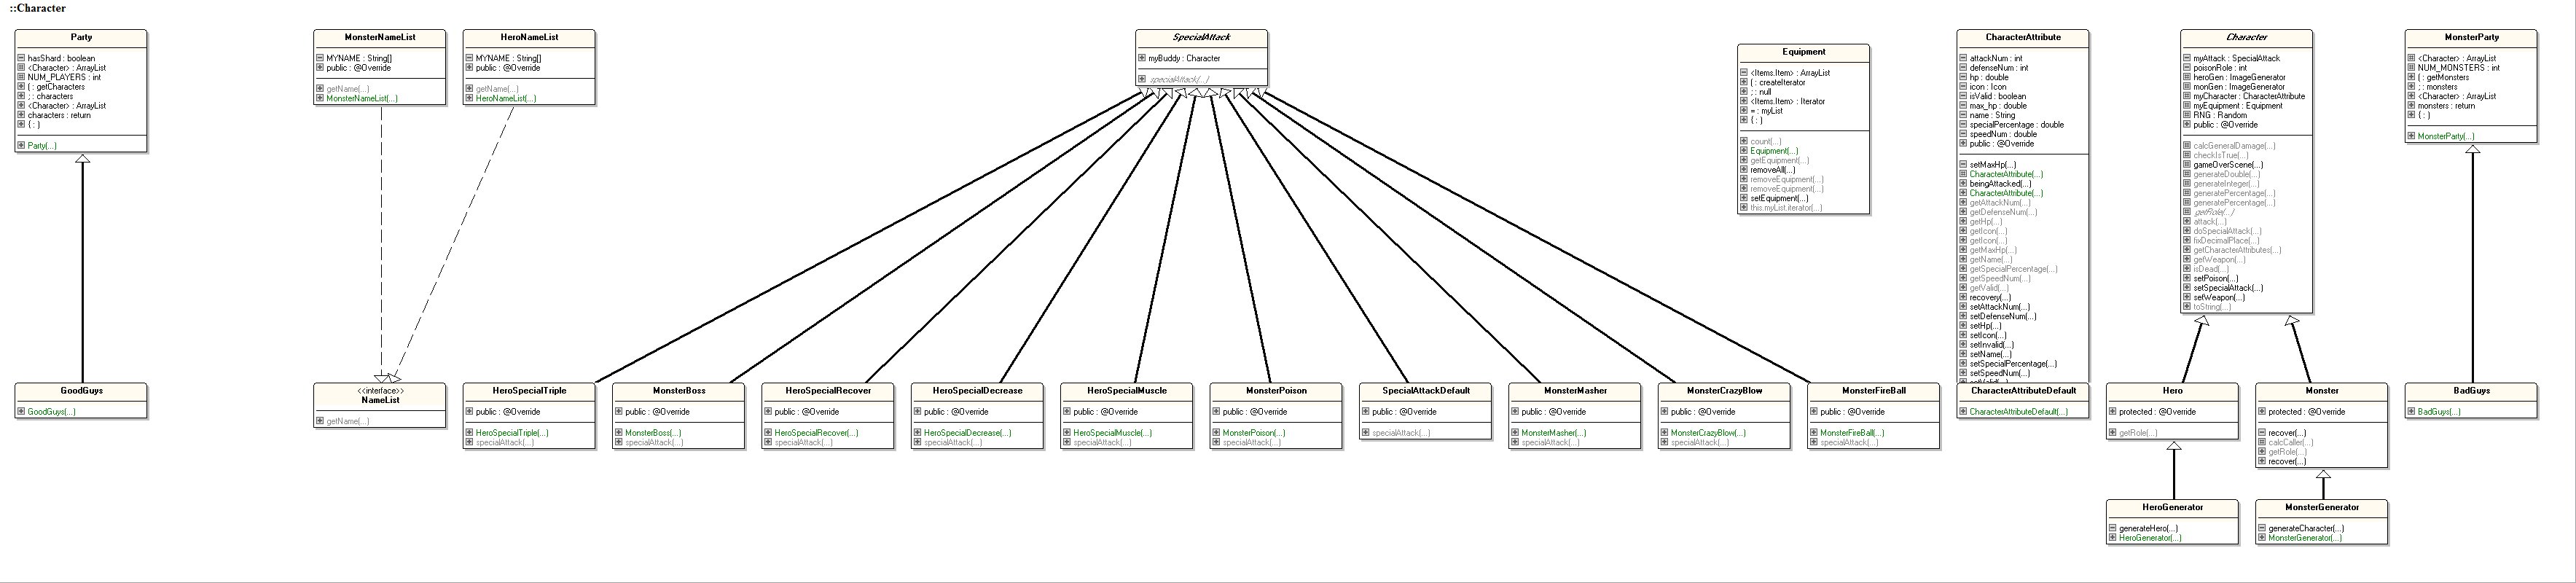 ::Character
Party
hasShard : boolean
<Character> : ArrayList
NUM_PLAYERS : int
( : getCharacters
; : characters
<Character> : ArrayList
characters : return
{ : }
Party(...)
MonsterNameList
MYNAME : String[]
public : @Override
getName(...)
MonsterNameList(...)
HeroNameList
MYNAME : String[]
public : @Override
getName(...)
HeroNameList(...)
SpecialAttack
myBuddy : Character
specialAttack(...)
Equipment
<Items.Item> : ArrayList
( : createIterator
; : null
<Items.Item> : Iterator
= : myList
{ : }
count(...)
Equipment(...)
getEquipment(...)
removeAll(...)
removeEquipment(...)
removeEquipment(...)
setEquipment(...)
this.myList.iterator(...)
CharacterAttribute
attackNum : int
defenseNum : int
hp : double
icon : Icon
isValid : boolean
max_hp : double
name : String
specialPercentage : double
speedNum : double
public : @Override
setMaxHp(...)
CharacterAttribute(...)
beingAttacked(...)
CharacterAttribute(...)
getAttackNum(...)
getDefenseNum(...)
getHp(...)
getIcon(...)
getIcon(...)
getMaxHp(...)
getName(...)
getSpecialPercentage(...)
getSpeedNum(...)
getValid(...)
recovery(...)
setAttackNum(...)
setDefenseNum(...)
setHp(...)
setIcon(...)
setInvalid(...)
setName(...)
setSpecialPercentage(...)
setSpeedNum(...)
Character
myAttack : SpecialAttack
poisonRole : int
heroGen : ImageGenerator
monGen : ImageGenerator
myCharacter : CharacterAttribute
myEquipment : Equipment
RNG : Random
public : @Override
calcGeneralDamage(...)
checkIsTrue(...)
gameOverScene(...)
generateDouble(...)
generateInteger(...)
generatePercentage(...)
generatePercentage(...)
getRole(...)
attack(...)
doSpecialAttack(...)
fixDecimalPlace(...)
getCharacterAttributes(...)
getWeapon(...)
isDead(...)
setPoison(...)
setSpecialAttack(...)
setWeapon(...)
toString(...)
MonsterParty
<Character> : ArrayList
NUM_MONSTERS : int
( : getMonsters
; : monsters
<Character> : ArrayList
monsters : return
{ : }
MonsterParty(...)
GoodGuys
GoodGuys(...)
<<interface>>
NameList
getName(...)
HeroSpecialTriple
public : @Override
HeroSpecialTriple(...)
specialAttack(...)
MonsterBoss
public : @Override
MonsterBoss(...)
specialAttack(...)
HeroSpecialRecover
public : @Override
HeroSpecialRecover(...)
specialAttack(...)
HeroSpecialDecrease
public : @Override
HeroSpecialDecrease(...)
specialAttack(...)
HeroSpecialMuscle
public : @Override
HeroSpecialMuscle(...)
specialAttack(...)
MonsterPoison
public : @Override
MonsterPoison(...)
specialAttack(...)
SpecialAttackDefault
public : @Override
specialAttack(...)
MonsterMasher
public : @Override
MonsterMasher(...)
specialAttack(...)
MonsterCrazyBlow
protected : @Override
MonsterCrazyBlow(...)
specialAttack(...)
MonsterFireBall
public : @Override
MonsterFireBall(...)
specialAttack(...)
CharacterAttributeDefault
CharacterAttributeDefault(...)
Hero
protected : @Override
getRole(...)
Monster
protected : @Override
recover(...)
calcCaller(...)
getRole(...)
recover(...)
BadGuys
BadGuys(...)
HeroGenerator
generateHero(...)
HeroGenerator(...)
MonsterGenerator
generateCharacter(...)
MonsterGenerator(...)